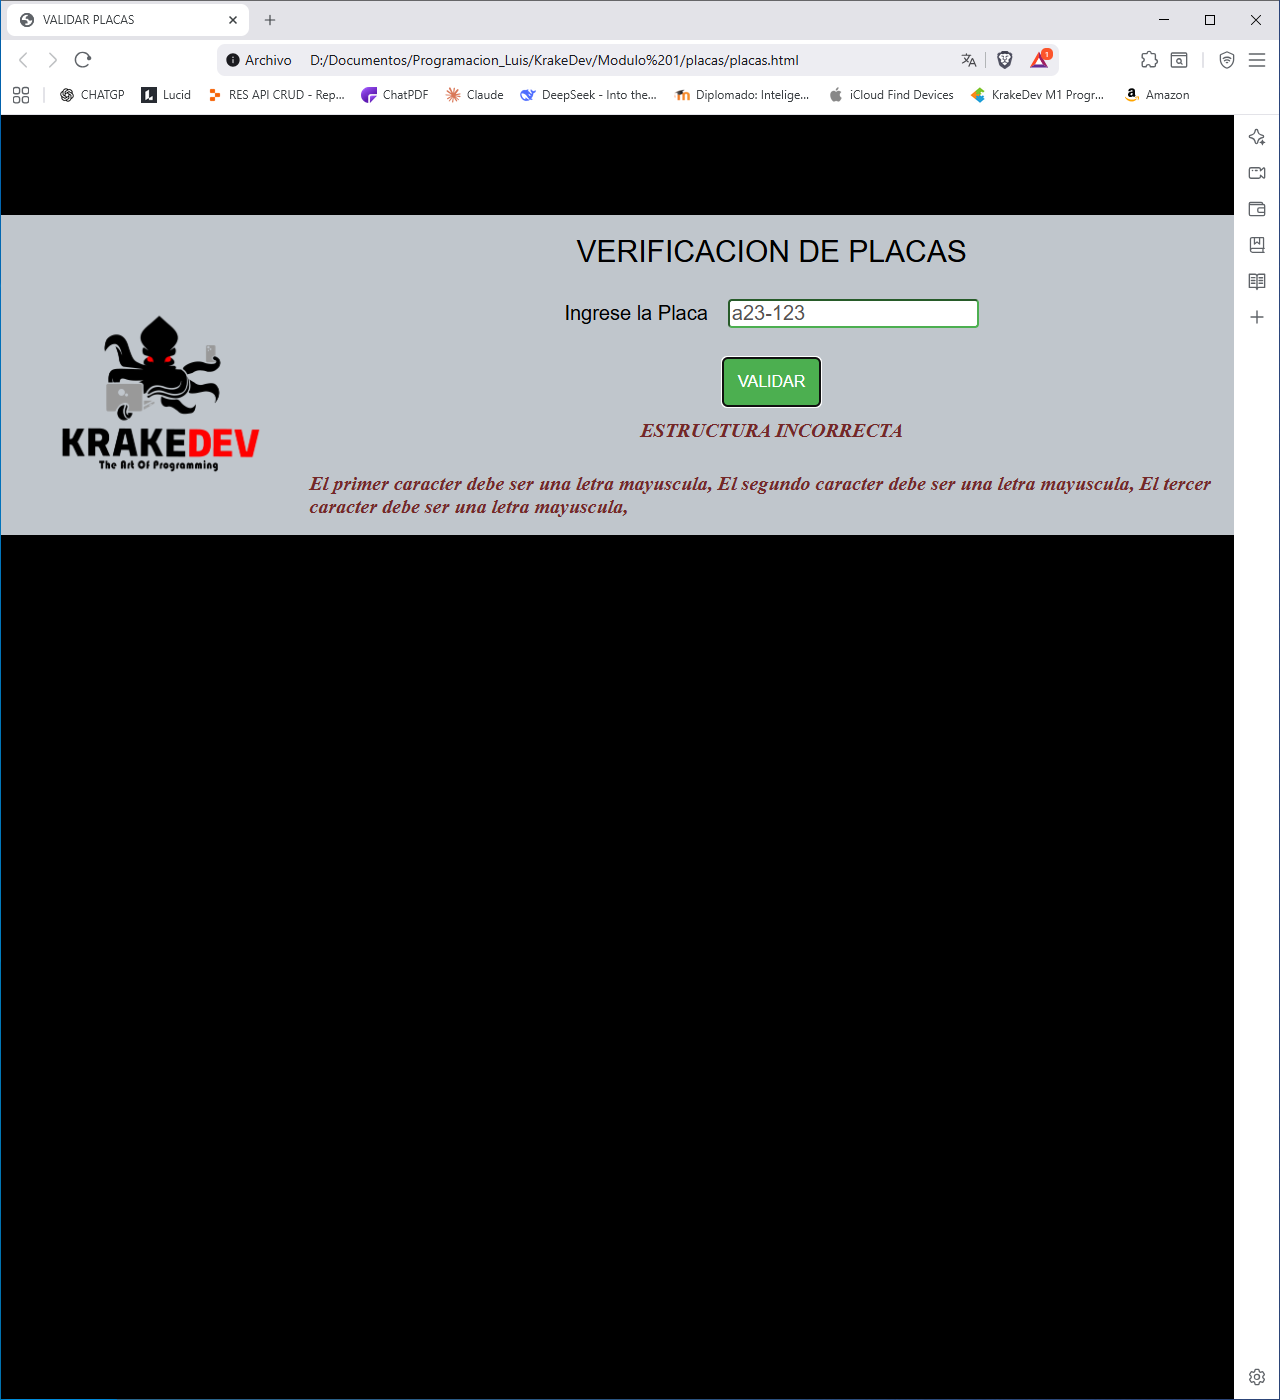 VALIDAR PLACAS
Archivo D:/Documentos/Programacion_Luis/KrakeDev/Modulo%201/placas/placas.html
1
CHATGP Lucid RES API CRUD - Rep... ChatPDF Claude DeepSeek - Into the... Diplomado: Intelige... iCloud Find Devices KrakeDev M1 Progr... Amazon
VERIFICACION DE PLACAS
Ingrese la Placa a23-123
VALIDAR
ESTRUCTURA INCORRECTA
KRAKEDEV
The Art Of Programming
El primer caracter debe ser una letra mayuscula, El segundo caracter debe ser una letra mayuscula, El tercer
caracter debe ser una letra mayuscula,